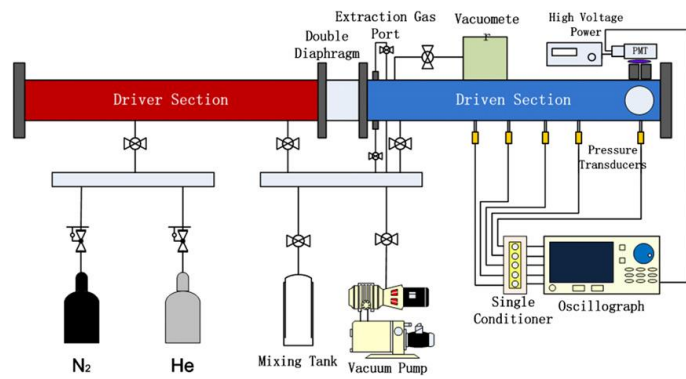 Extraction Gas
Port
Double
Diaphragm
Vacuomete
r
High Voltage
Power
PMT
Driver Section
Driven Section
Pressure
Transducers
Single
Conditioner
Oscillograph
N₂
He
Mixing Tank
Vacuum Pump